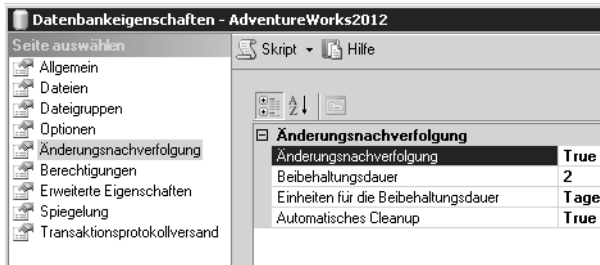 Datenbankeigenschaften - AdventureWorks2012
Seite auswählen
Allgemein
Dateien
Dateigruppen
Optionen
Änderungsnachverfolgung
Berechtigungen
Erweiterte Eigenschaften
Spiegelung
Transaktionsprotokollversand
Skript Hilfe
Änderungsnachverfolgung
Änderungsnachverfolgung True
Beibehaltungsdauer 2
Einheiten für die Beibehaltungsdauer Tage
Automatisches Cleanup True